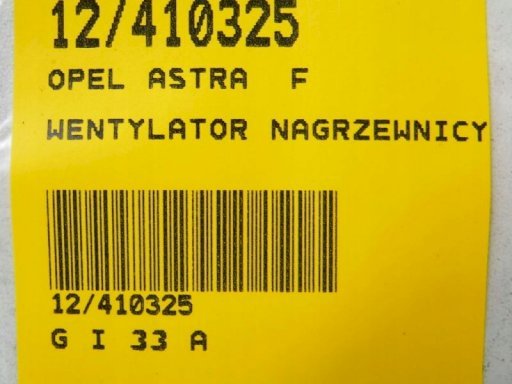 12/410325
OPEL ASTRA F
WENTYLATOR NAGRZEWNICY
12/410325
G I 33 A